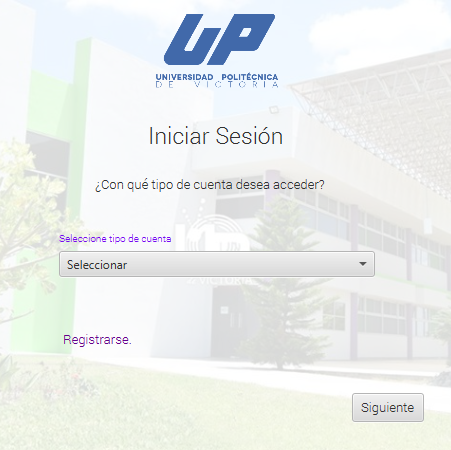 UP
UNIVERSIDAD POLITÉCNICA
DE VICTORIA
Iniciar Sesión
¿Con qué tipo de cuenta desea acceder?
Seleccione tipo de cuenta
Seleccionar
Registrarse.
Siguiente